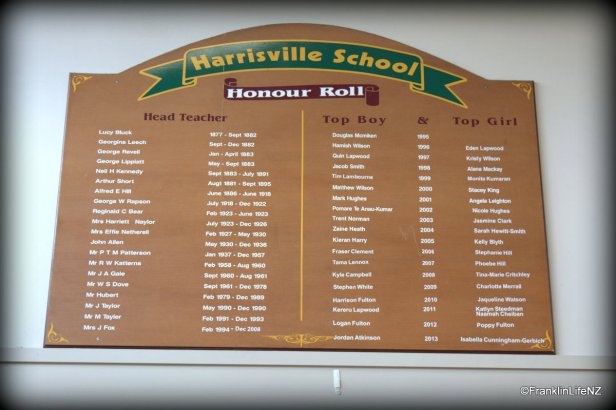 Harrisville School
Honour Roll
Head Teacher
Lucy Bluck 1877 - Sept 1882
Georgina Leech Sept - Dec 1882
George Revell Jan - April 1883
George Lippiatt May - Sept 1883
Neil H Kennedy Sept 1883 - July 1891
Arthur Short Aug1 1891 - Sept 1895
Alfred E Hill June 1896 - June 1918
George W Rapson July 1918 - Dec 1922
Reginald C Bear Feb 1923 - June 1923
Mrs Harriett Naylor July 1923 - Dec 1926
Mrs Effie Netherell Feb 1927 - May 1930
John Allen May 1930 - Dec 1936
Mr P T M Patterson Jan 1937 - Dec 1957
Mr R W Katterns Feb 1958 - Aug 1960
Mr J A Gale Sept 1960 - Aug 1961
Mr W S Dove Sept 1961 - Dec 1978
Mr Hubert Feb 1979 - Dec 1989
Mr J Taylor May 1990 - Dec 1990
Mr M Tayler Feb 1991 - Dec 1993
Mrs J Fox Feb 1994 - Dec 2008
Top Boy & Top Girl
Douglas Mcmiken 1995
Hamish Wilson 1996 Eden Lapwood
Quin Lapwood 1997 Kristy Wilson
Jacob Smith 1998 Alana Mackay
Tim Lambourne 1999 Monita Kumaran
Matthew Wilson 2000 Stacey King
Mark Hughes 2001 Angela Leighton
Pomare Te Anau-Kumar 2002 Nicole Hughes
Trent Norman 2003 Jasmine Clark
Zaine Heath 2004 Sarah Hewitt-Smith
Kieran Harry 2005 Kelly Blyth
Fraser Clement 2006 Stephanie Hill
Tama Lennox 2007 Phoebe Hill
Kyle Campbell 2008 Tina-Marie Critchley
Stephen White 2009 Charlotte Merrall
Harrison Fulton 2010 Jaqueline Watson
Kereru Lapwood 2011 Katlyn Steedman
Naamah Cheiban
Logan Fulton 2012 Poppy Fulton
Jordan Atkinson 2013 Isabella Cunningham-Gerbich
©FranklinLifeNZ